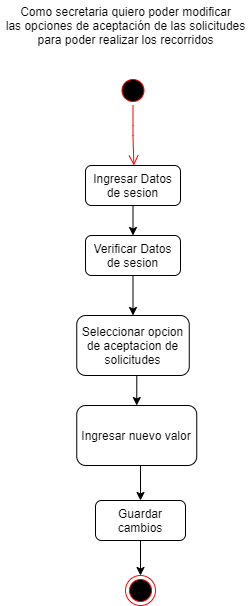 Como secretaria quiero poder modificar
las opciones de aceptación de las solicitudes
para poder realizar los recorridos
Ingresar Datos
de sesion
Verificar Datos
de sesion
Seleccionar opcion
de aceptacion de
solicitudes
Ingresar nuevo valor
Guardar
cambios